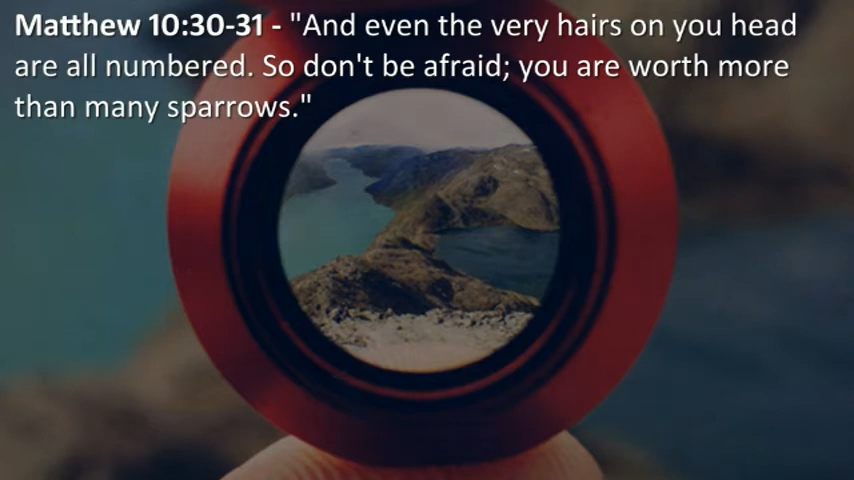 Matthew 10:30-31 - "And even the very hairs on you head
are all numbered. So don't be afraid; you are worth more
than many sparrows."